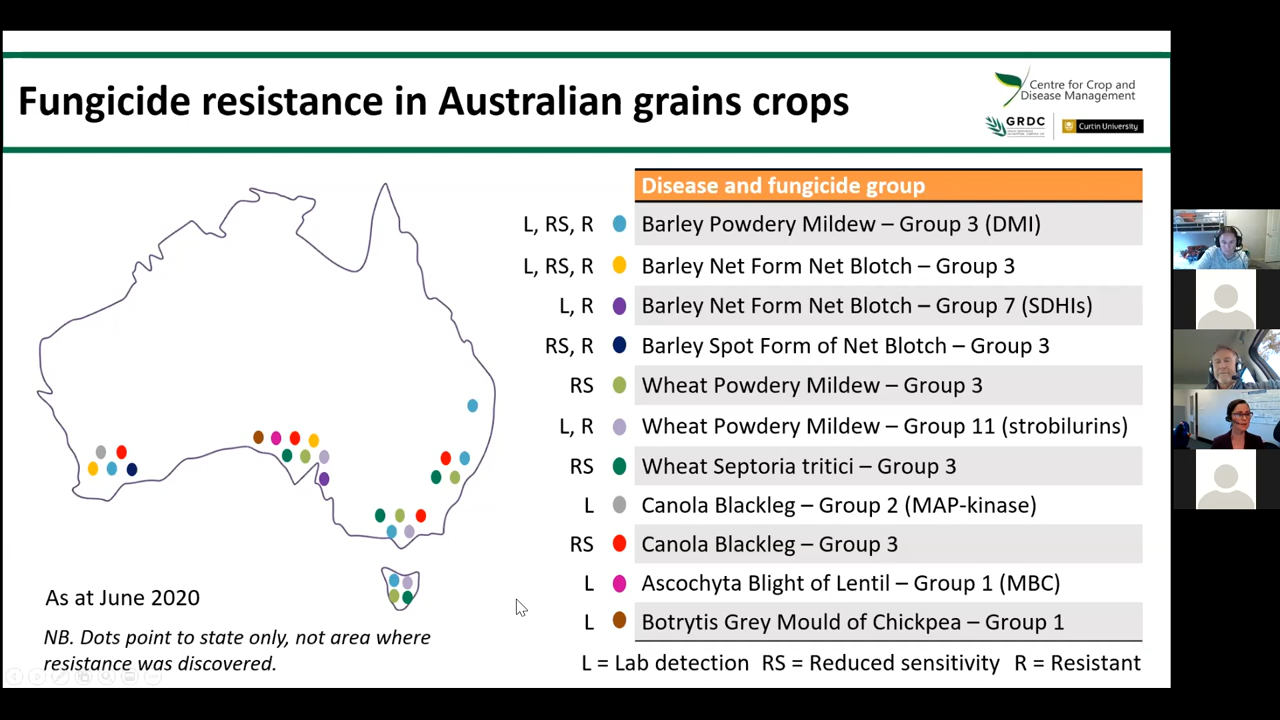 Fungicide resistance in Australian grains crops
Centre for Crop and
Disease Management
GRDC
Curtin University
Disease and fungicide group
L, RS, R Barley Powdery Mildew – Group 3 (DMI)
L, RS, R Barley Net Form Net Blotch – Group 3
L, R Barley Net Form Net Blotch – Group 7 (SDHIs)
RS, R Barley Spot Form of Net Blotch – Group 3
RS Wheat Powdery Mildew – Group 3
L, R Wheat Powdery Mildew – Group 11 (strobilurins)
RS Wheat Septoria tritici – Group 3
L Canola Blackleg – Group 2 (MAP-kinase)
RS Canola Blackleg – Group 3
L Ascochyta Blight of Lentil – Group 1 (MBC)
L Botrytis Grey Mould of Chickpea – Group 1
L = Lab detection RS = Reduced sensitivity R = Resistant
As at June 2020
NB. Dots point to state only, not area where
resistance was discovered.